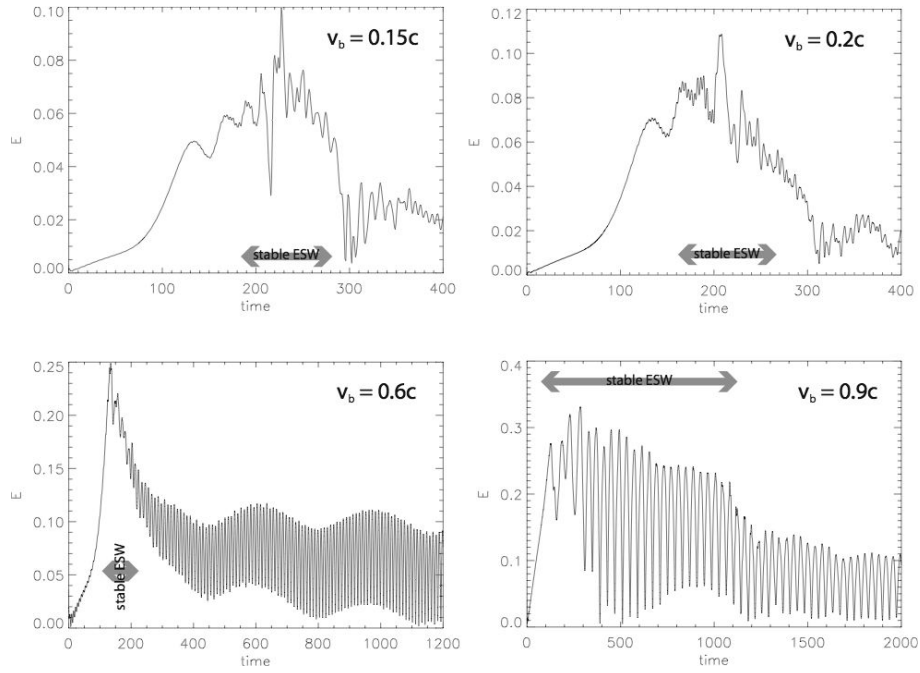 0.10
0.08
0.06
0.04
0.02
0.00
E
v_b = 0.15c
stable ESW
0 100 200 300 400
time
0.12
0.10
0.08
0.06
0.04
0.02
0.00
E
v_b = 0.2c
stable ESW
0 100 200 300 400
time
0.25
0.20
0.15
0.10
0.05
0.00
E
v_b = 0.6c
stable ESW
0 200 400 600 800 1000 1200
time
0.4
0.3
0.2
0.1
0.0
E
stable ESW
v_b = 0.9c
0 500 1000 1500 2000
time